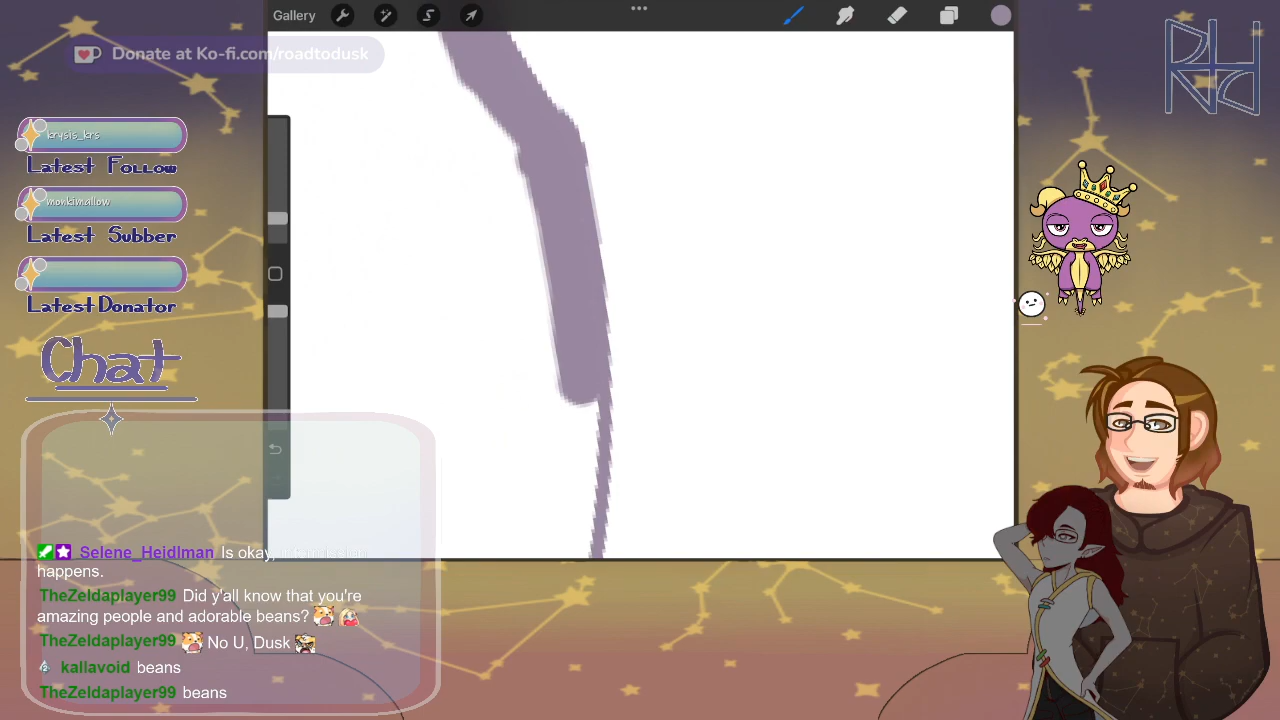 Gallery
Donate at Ko-fi.com/roadtodusk
krysis_krs
Latest Follow
monkimallow
Latest Subber
Latest Donator
Chat
Selene_Heidlman Is okay,
happens.
TheZeldaplayer99 Did y'all know that you're
amazing people and adorable beans?
TheZeldaplayer99 No U, Dusk
kallavoid beans
TheZeldaplayer99 beans